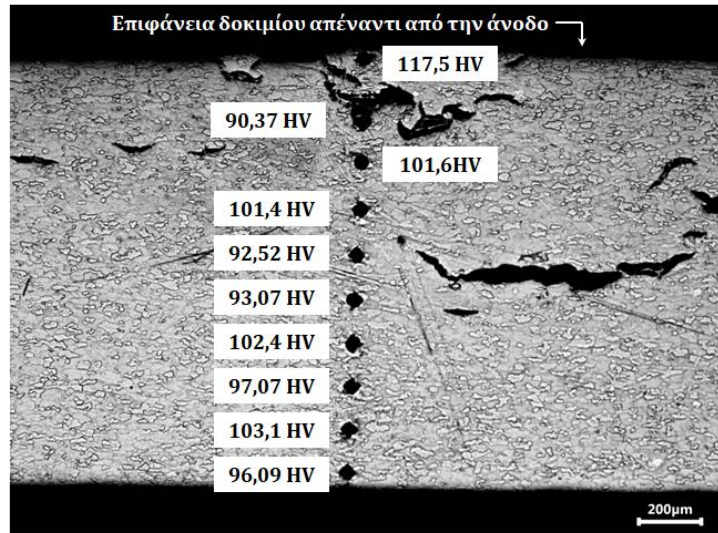 Επιφάνεια δοκιμίου απέναντι από την άνοδο
117,5 HV
90,37 HV
101,6HV
101,4 HV
92,52 HV
93,07 HV
102,4 HV
97,07 HV
103,1 HV
96,09 HV
200μm